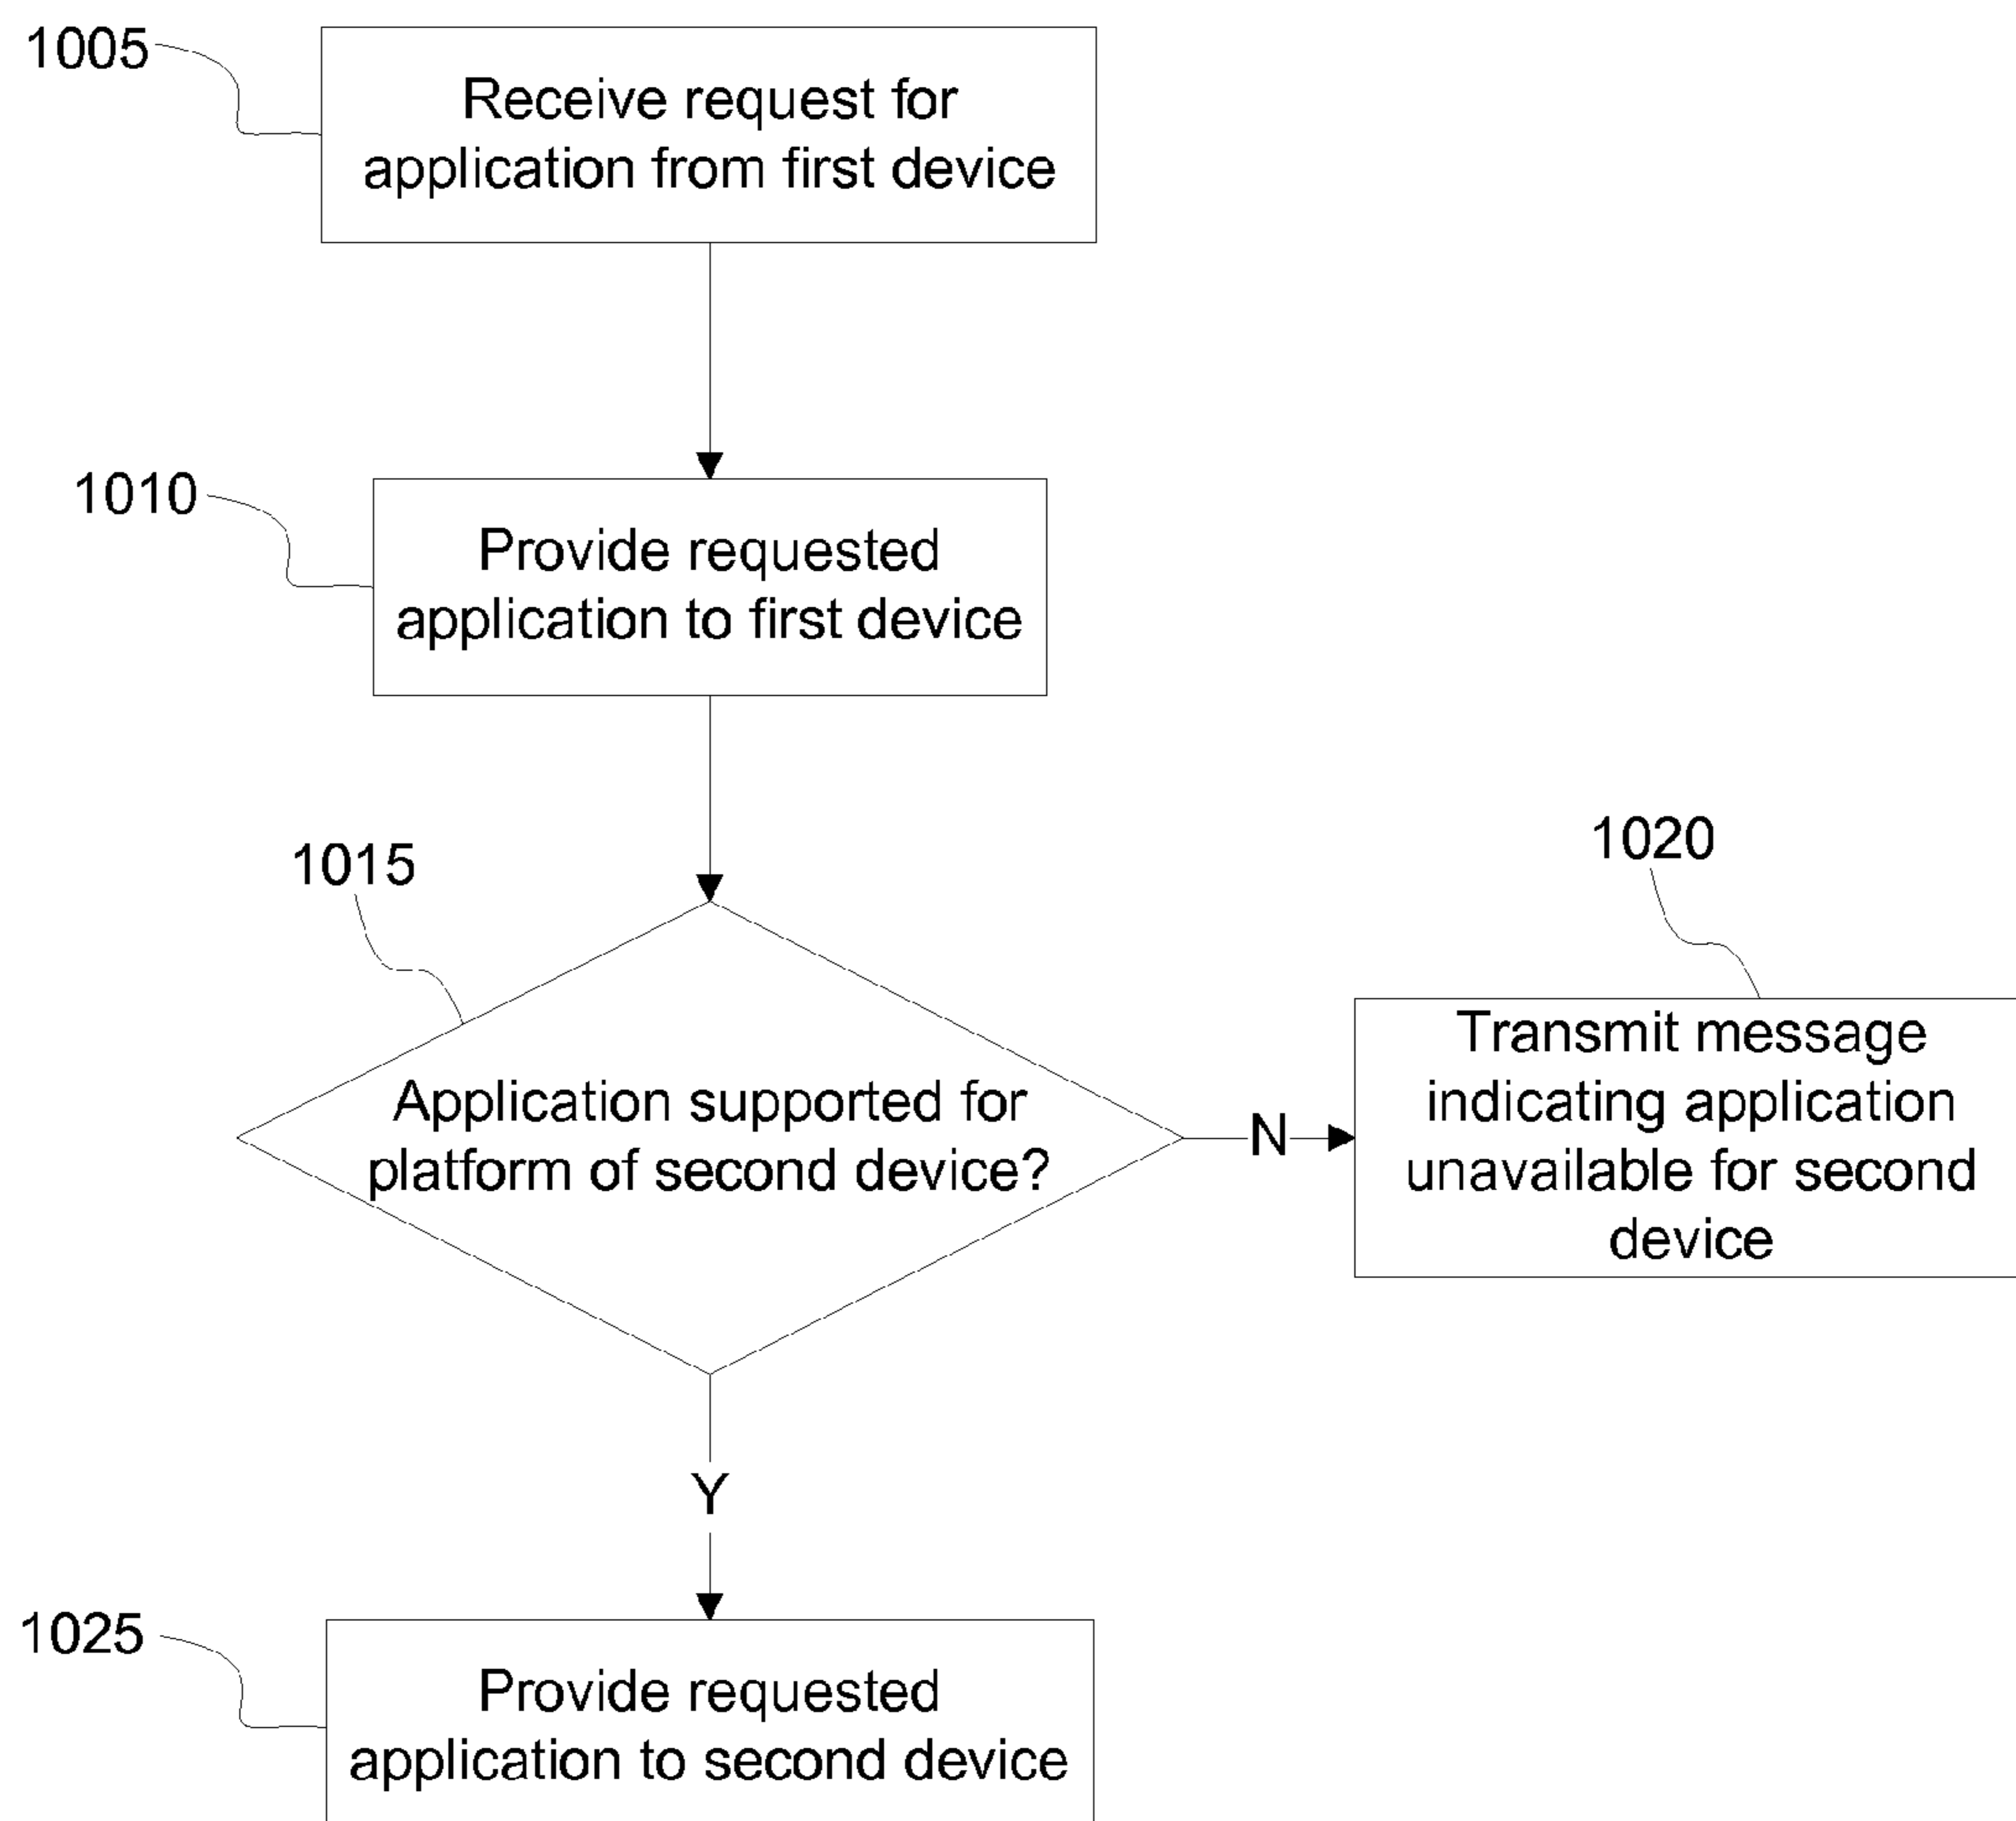 1005
Receive request for
application from first device
1010
Provide requested
application to first device
1015
Application supported for
platform of second device?
N
1020
Transmit message
indicating application
unavailable for second
device
Y
1025
Provide requested
application to second device